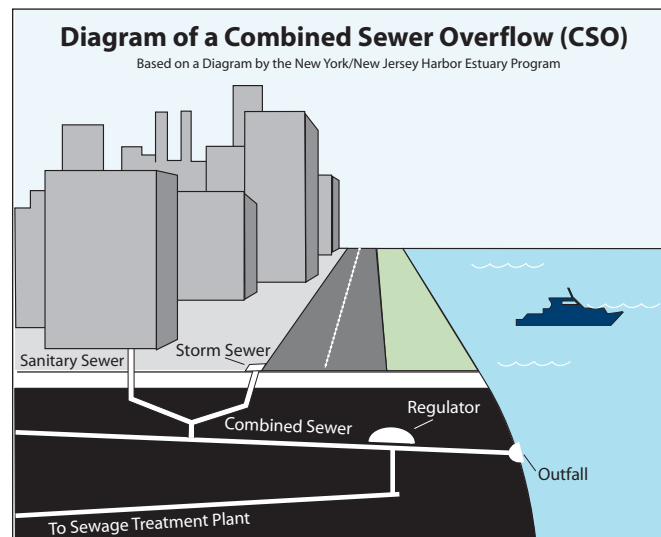 Diagram of a Combined Sewer Overflow (CSO)
Based on a Diagram by the New York/New Jersey Harbor Estuary Program
Storm Sewer
Sanitary Sewer
Regulator
Combined Sewer
Outfall
To Sewage Treatment Plant